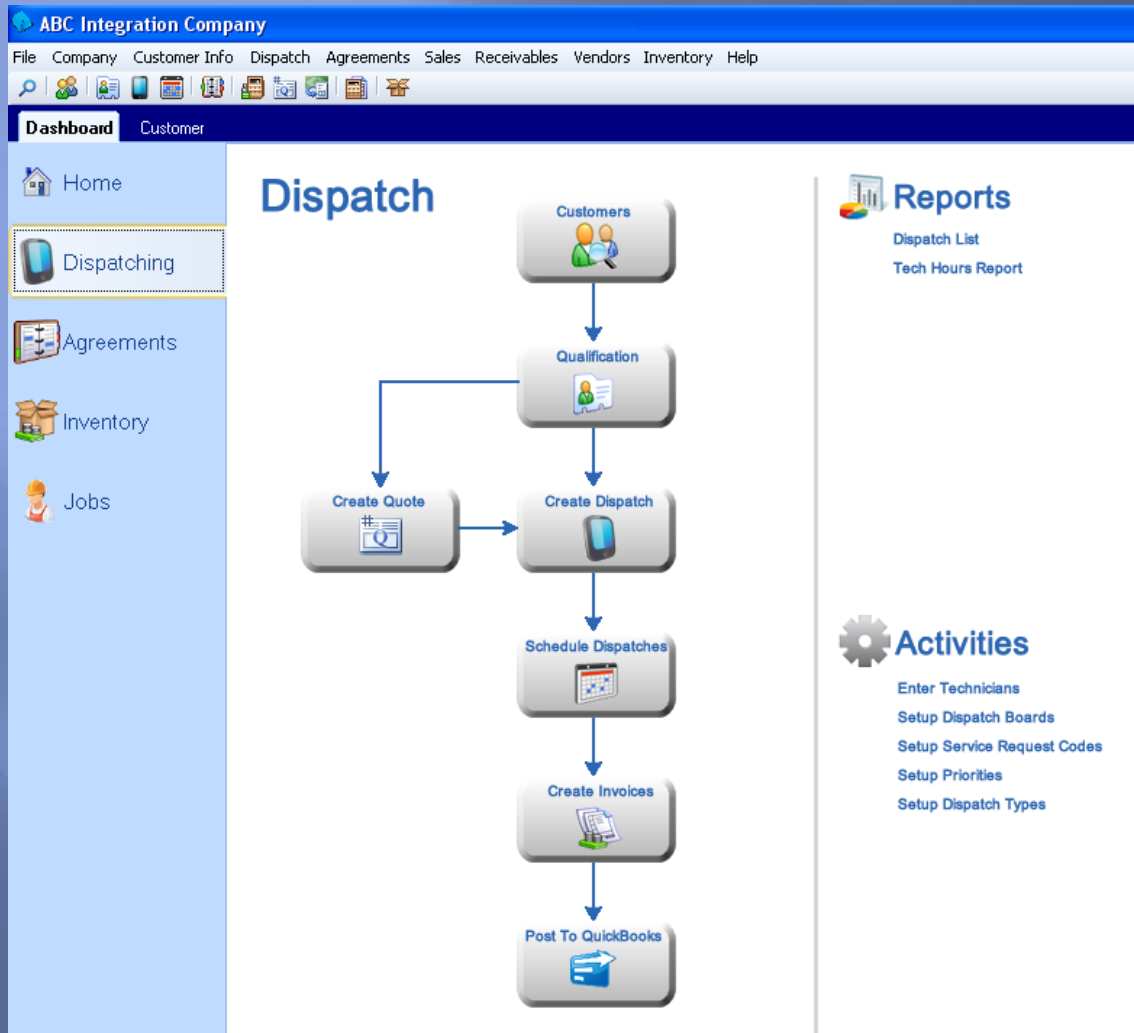 ABC Integration Company
File Company Customer Info Dispatch Agreements Sales Receivables Vendors Inventory Help
Dashboard Customer
Home
Dispatching
Agreements
Inventory
Jobs
Dispatch
Customers
Qualification
Create Quote
# Q
Create Dispatch
Schedule Dispatches
Create Invoices
Post To QuickBooks
Reports
Dispatch List
Tech Hours Report
Activities
Enter Technicians
Setup Dispatch Boards
Setup Service Request Codes
Setup Priorities
Setup Dispatch Types